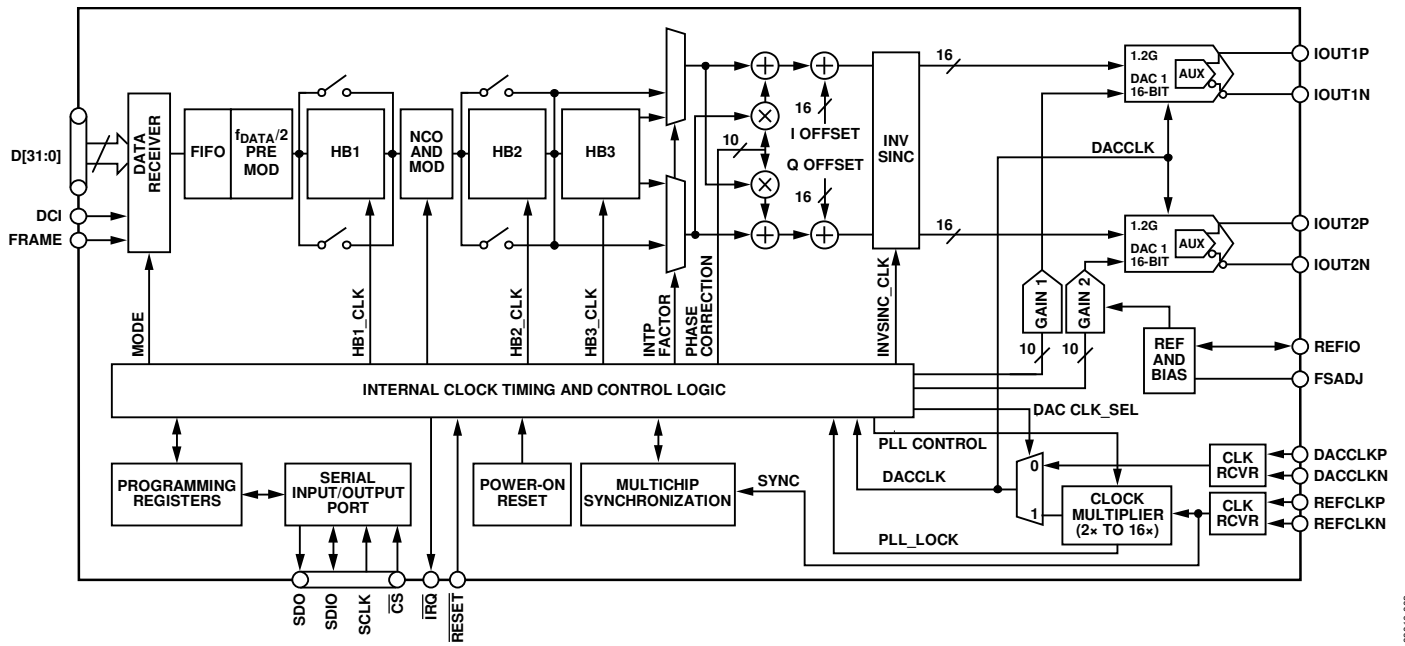 D[31:0]
DCI
FRAME
DATA
RECEIVER
FIFO
fDATA/2
PRE
MOD
HB1
NCO
AND
MOD
HB2
HB3
10
16
I OFFSET
Q OFFSET
16
INV
SINC
16
16
1.2G
DAC 1
16-BIT
AUX
IOUT1P
IOUT1N
DACCLK
1.2G
DAC 1
16-BIT
AUX
IOUT2P
IOUT2N
MODE
HB1_CLK
HB2_CLK
HB3_CLK
INTP
FACTOR
PHASE
CORRECTION
INVSINC_CLK
GAIN 1
GAIN 2
10
10
REF
AND
BIAS
REFIO
FSADJ
INTERNAL CLOCK TIMING AND CONTROL LOGIC
DAC CLK_SEL
PLL CONTROL
DACCLK
0
1
PROGRAMMING
REGISTERS
SERIAL
INPUT/OUTPUT
PORT
POWER-ON
RESET
MULTICHIP
SYNCHRONIZATION
SYNC
CLOCK
MULTIPLIER
(2× TO 16×)
CLK
RCVR
CLK
RCVR
DACCLKP
DACCLKN
REFCLKP
REFCLKN
PLL_LOCK
SDO
SDIO
SCLK
CS
IRQ
RESET